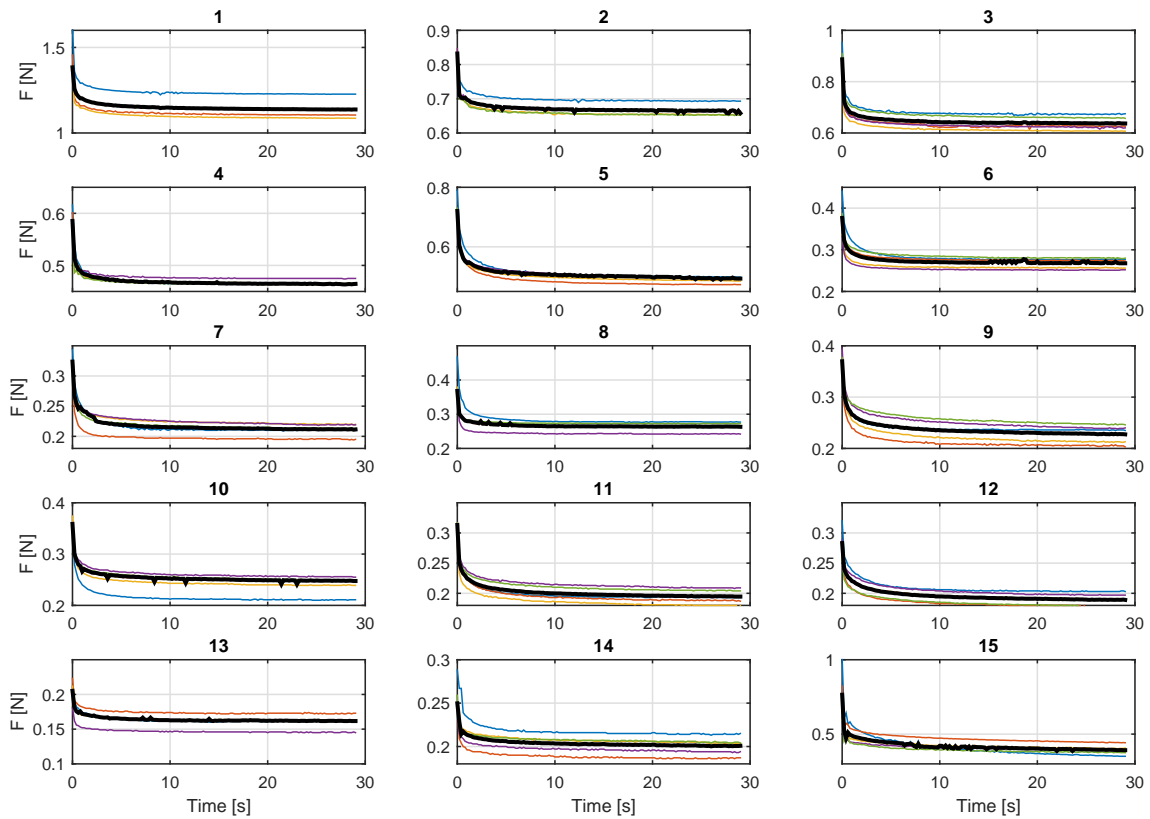 1 2 3
F [N] 1.5 1 0.9 0.8 0.7 0.6 1 0.8 0.6
0 10 20 30 0 10 20 30 0 10 20 30
4 5 6
F [N] 0.6 0.5 0.8 0.6 0.4 0.3 0.2
0 10 20 30 0 10 20 30 0 10 20 30
7 8 9
F [N] 0.3 0.25 0.2 0.4 0.3 0.2 0.4 0.3 0.2
0 10 20 30 0 10 20 30 0 10 20 30
10 11 12
F [N] 0.4 0.3 0.2 0.3 0.25 0.2 0.3 0.25 0.2
0 10 20 30 0 10 20 30 0 10 20 30
13 14 15
F [N] 0.2 0.15 0.1 0.3 0.25 0.2 1 0.5
0 10 20 30 0 10 20 30 0 10 20 30
Time [s] Time [s] Time [s]